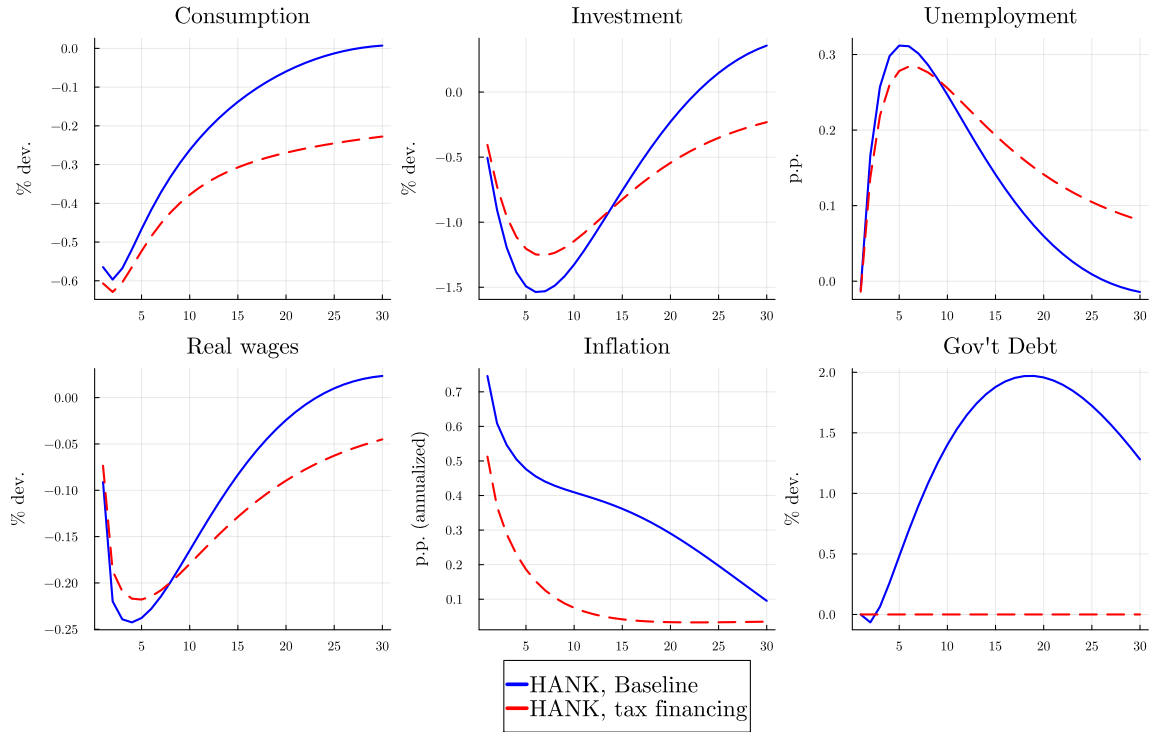 Consumption
Investment
Unemployment
% dev.
0.0
−0.1
−0.2
−0.3
−0.4
−0.5
−0.6
5 10 15 20 25 30
% dev.
0.0
−0.5
−1.0
−1.5
5 10 15 20 25 30
p.p.
0.3
0.2
0.1
0.0
5 10 15 20 25 30
Real wages
Inflation
Gov't Debt
% dev.
0.00
−0.05
−0.10
−0.15
−0.20
−0.25
5 10 15 20 25 30
p.p. (annualized)
0.7
0.6
0.5
0.4
0.3
0.2
0.1
5 10 15 20 25 30
% dev.
2.0
1.5
1.0
0.5
0.0
5 10 15 20 25 30
HANK, Baseline
HANK, tax financing